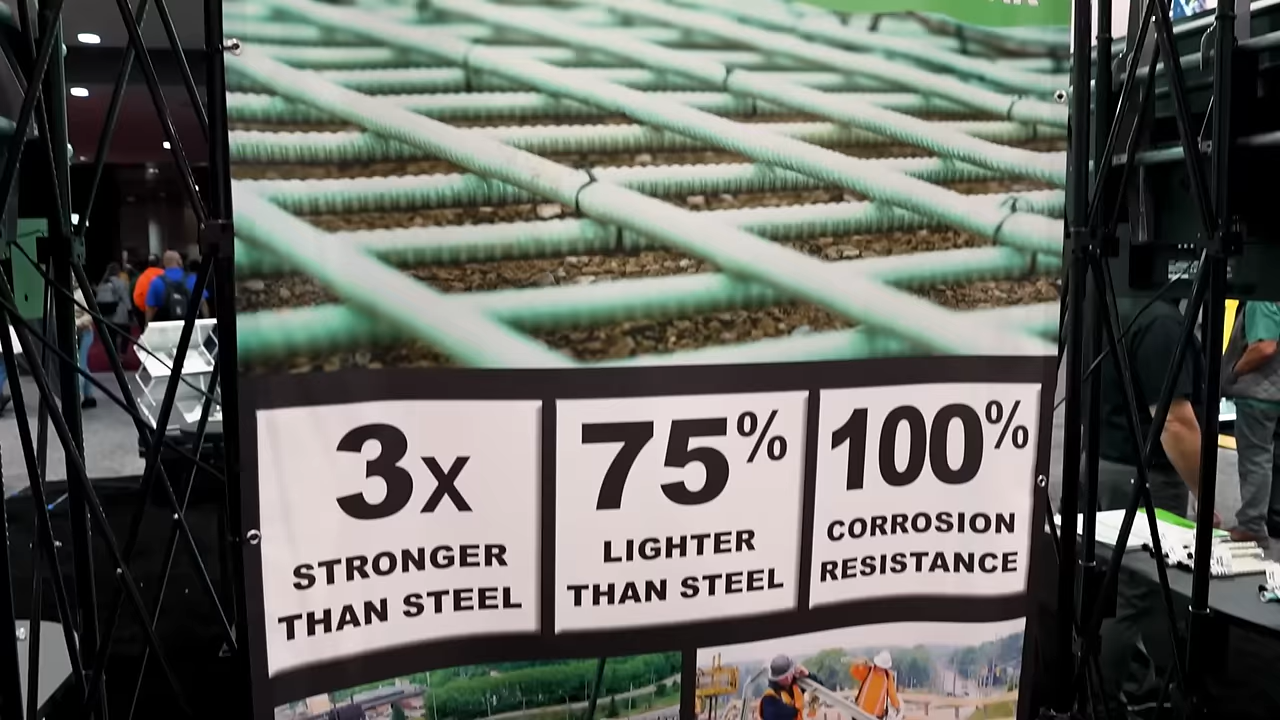 3X
STRONGER
THAN STEEL
75%
LIGHTER
THAN STEEL
100%
CORROSION
RESISTANCE